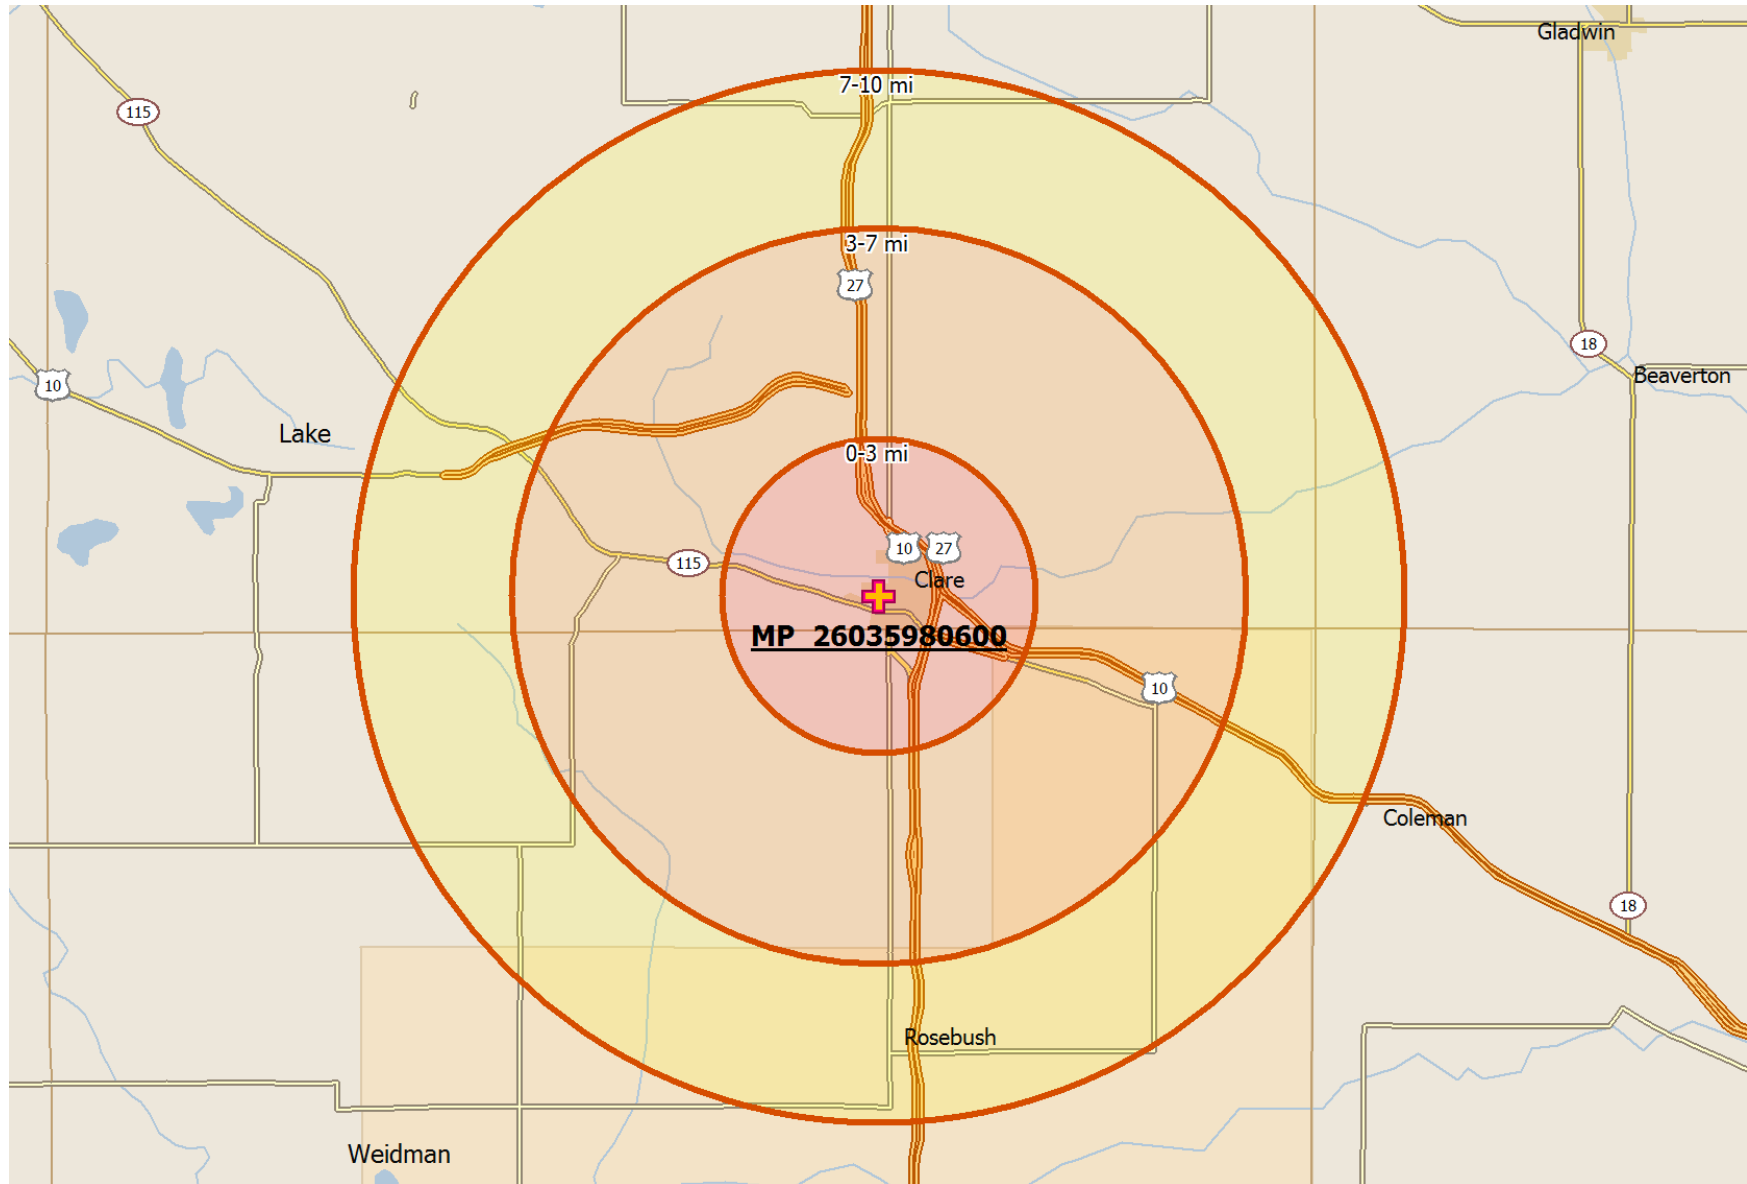 Gladwin
7-10 mi
115
3-7 mi
27
18
10
Beaverton
Lake
0-3 mi
10
27
115
Clare
MP 26035980600
10
Coleman
18
Rosebush
Weidman